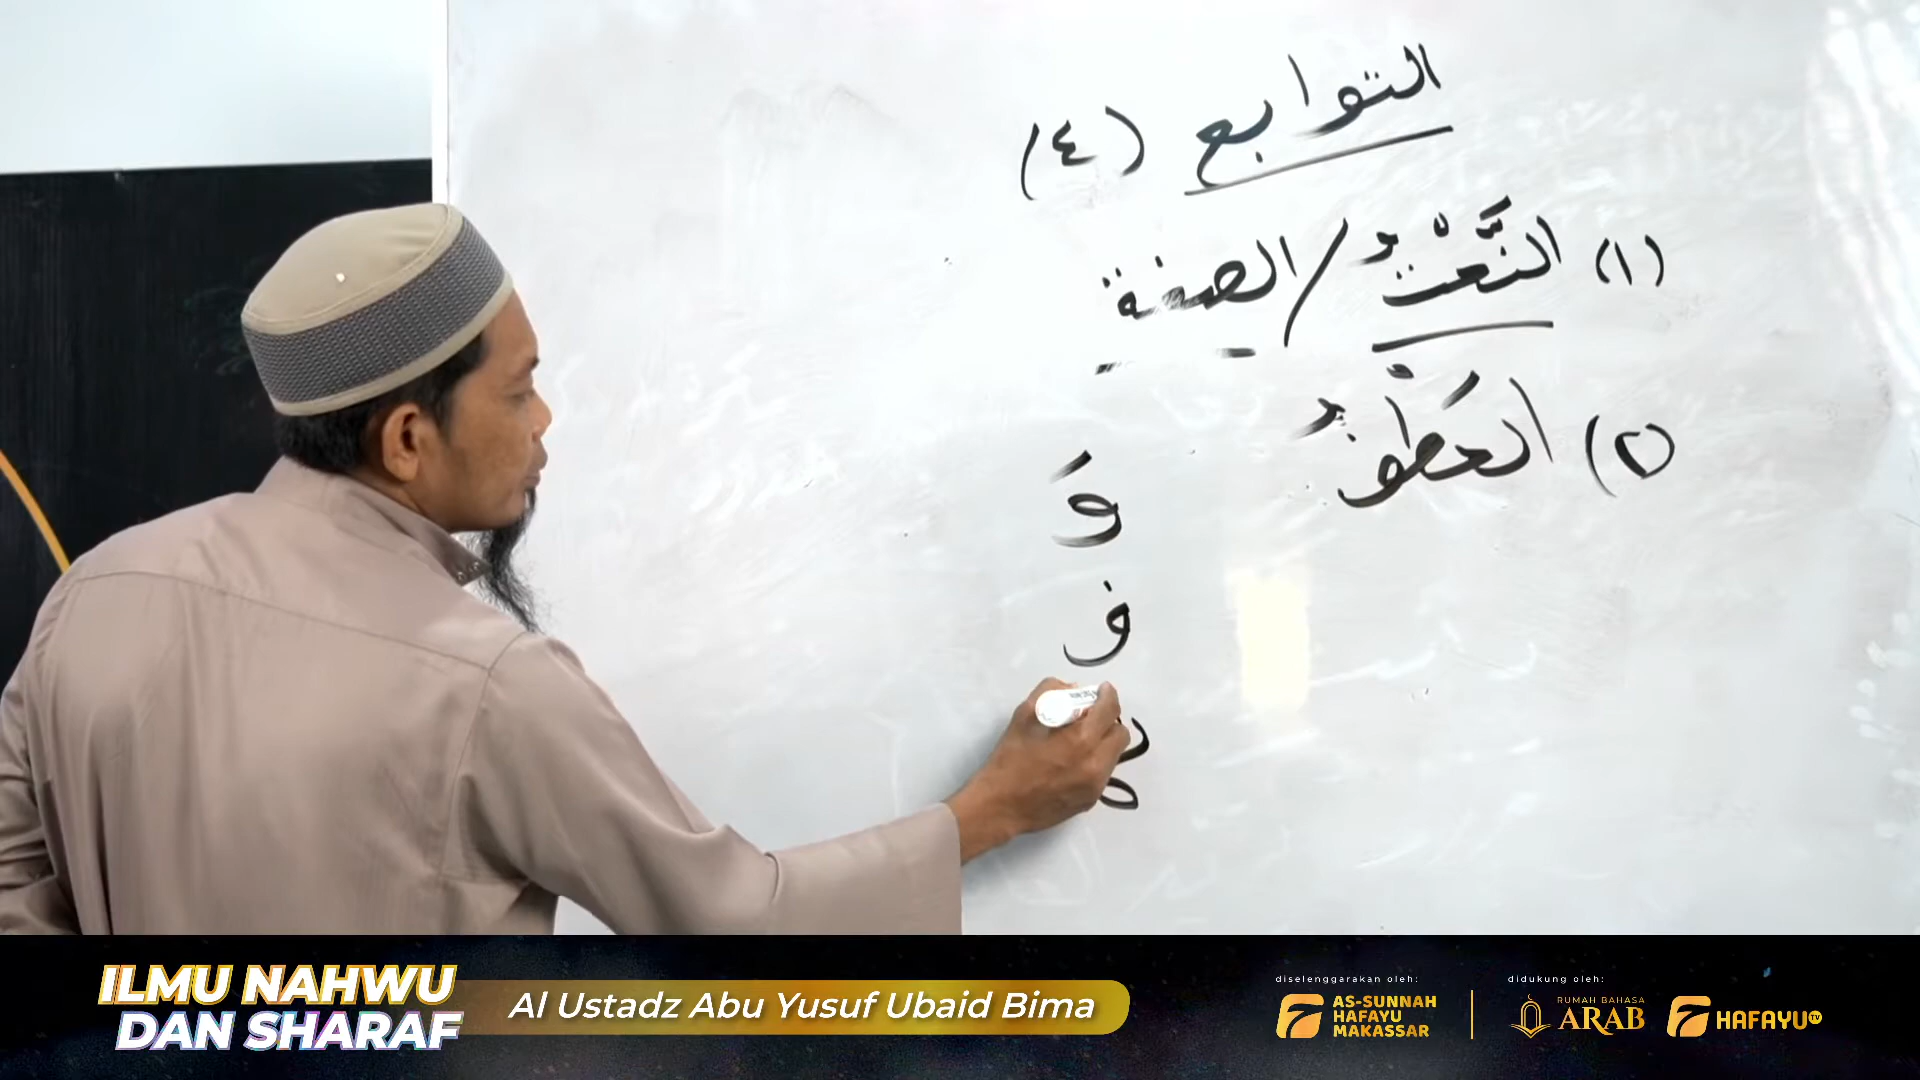 التوابع (٤)
(١) النَّعْتُ / الصفة
(٢) العَطْفُ
وَ
ف
ILMU NAHWU
DAN SHARAF
Al Ustadz Abu Yusuf Ubaid Bima
diselenggarakan oleh:
AS-SUNNAH
HAFAYU
MAKASSAR
didukung oleh:
RUMAH BAHASA
ARAB
HAFAYU TV